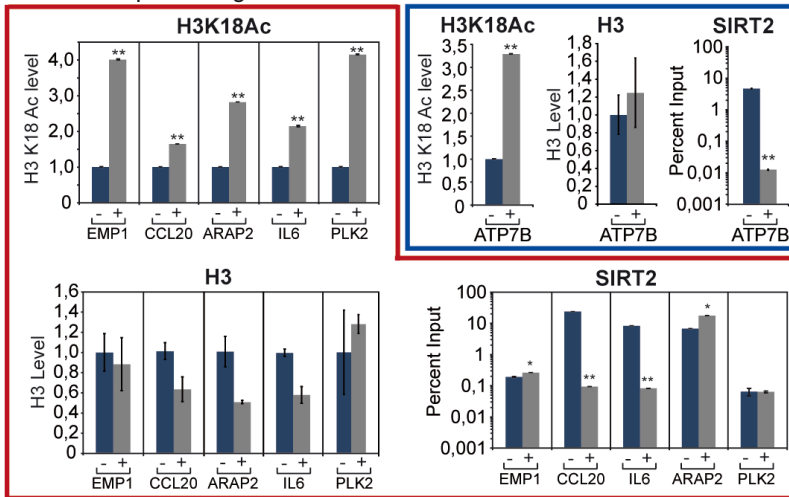 H3K18Ac
H3 K18 Ac level
4,0
3,0
2,0
1,0
0
**
**
**
**
**
- + - + - + - + - +
EMP1 CCL20 ARAP2 IL6 PLK2
H3K18Ac
H3 K18 Ac level
3,5
3,0
2,5
2,0
1,5
1,0
0,5
0
**
- +
ATP7B
H3
H3 Level
1,8
1,6
1,4
1,2
1,0
0,8
0,6
0,4
0,2
0
- +
ATP7B
SIRT2
Percent Input
100
10
1
0,1
0,01
0,001
**
- +
ATP7B
H3
H3 Level
1,6
1,4
1,2
1,0
0,8
0,6
0,4
0,2
0
- + - + - + - + - +
EMP1 CCL20 ARAP2 IL6 PLK2
SIRT2
Percent Input
100
10
1
0,1
0,01
0,001
*
**
**
*
- + - + - + - + - +
EMP1 CCL20 IL6 ARAP2 PLK2